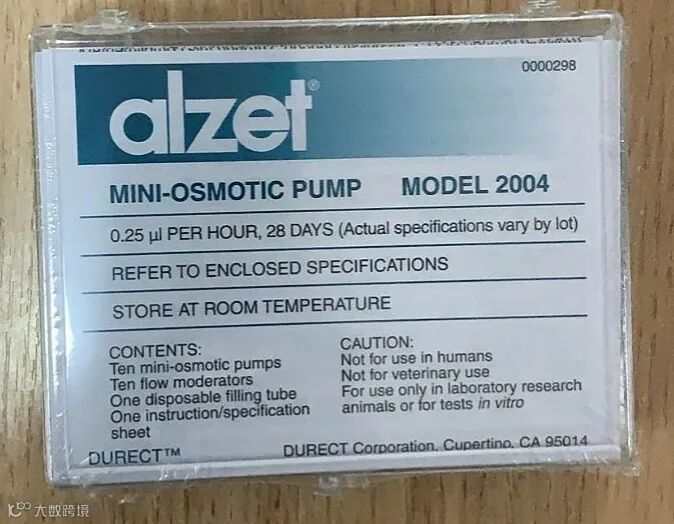 0000298
alzet®
MINI-OSMOTIC PUMP MODEL 2004
0.25 µl PER HOUR, 28 DAYS (Actual specifications vary by lot)
REFER TO ENCLOSED SPECIFICATIONS
STORE AT ROOM TEMPERATURE
CONTENTS:
Ten mini-osmotic pumps
Ten flow moderators
One disposable filling tube
One instruction/specification
sheet
CAUTION:
Not for use in humans
Not for veterinary use
For use only in laboratory research
animals or for tests in vitro
DURECT™
DURECT Corporation, Cupertino, CA 95014
大数跨境